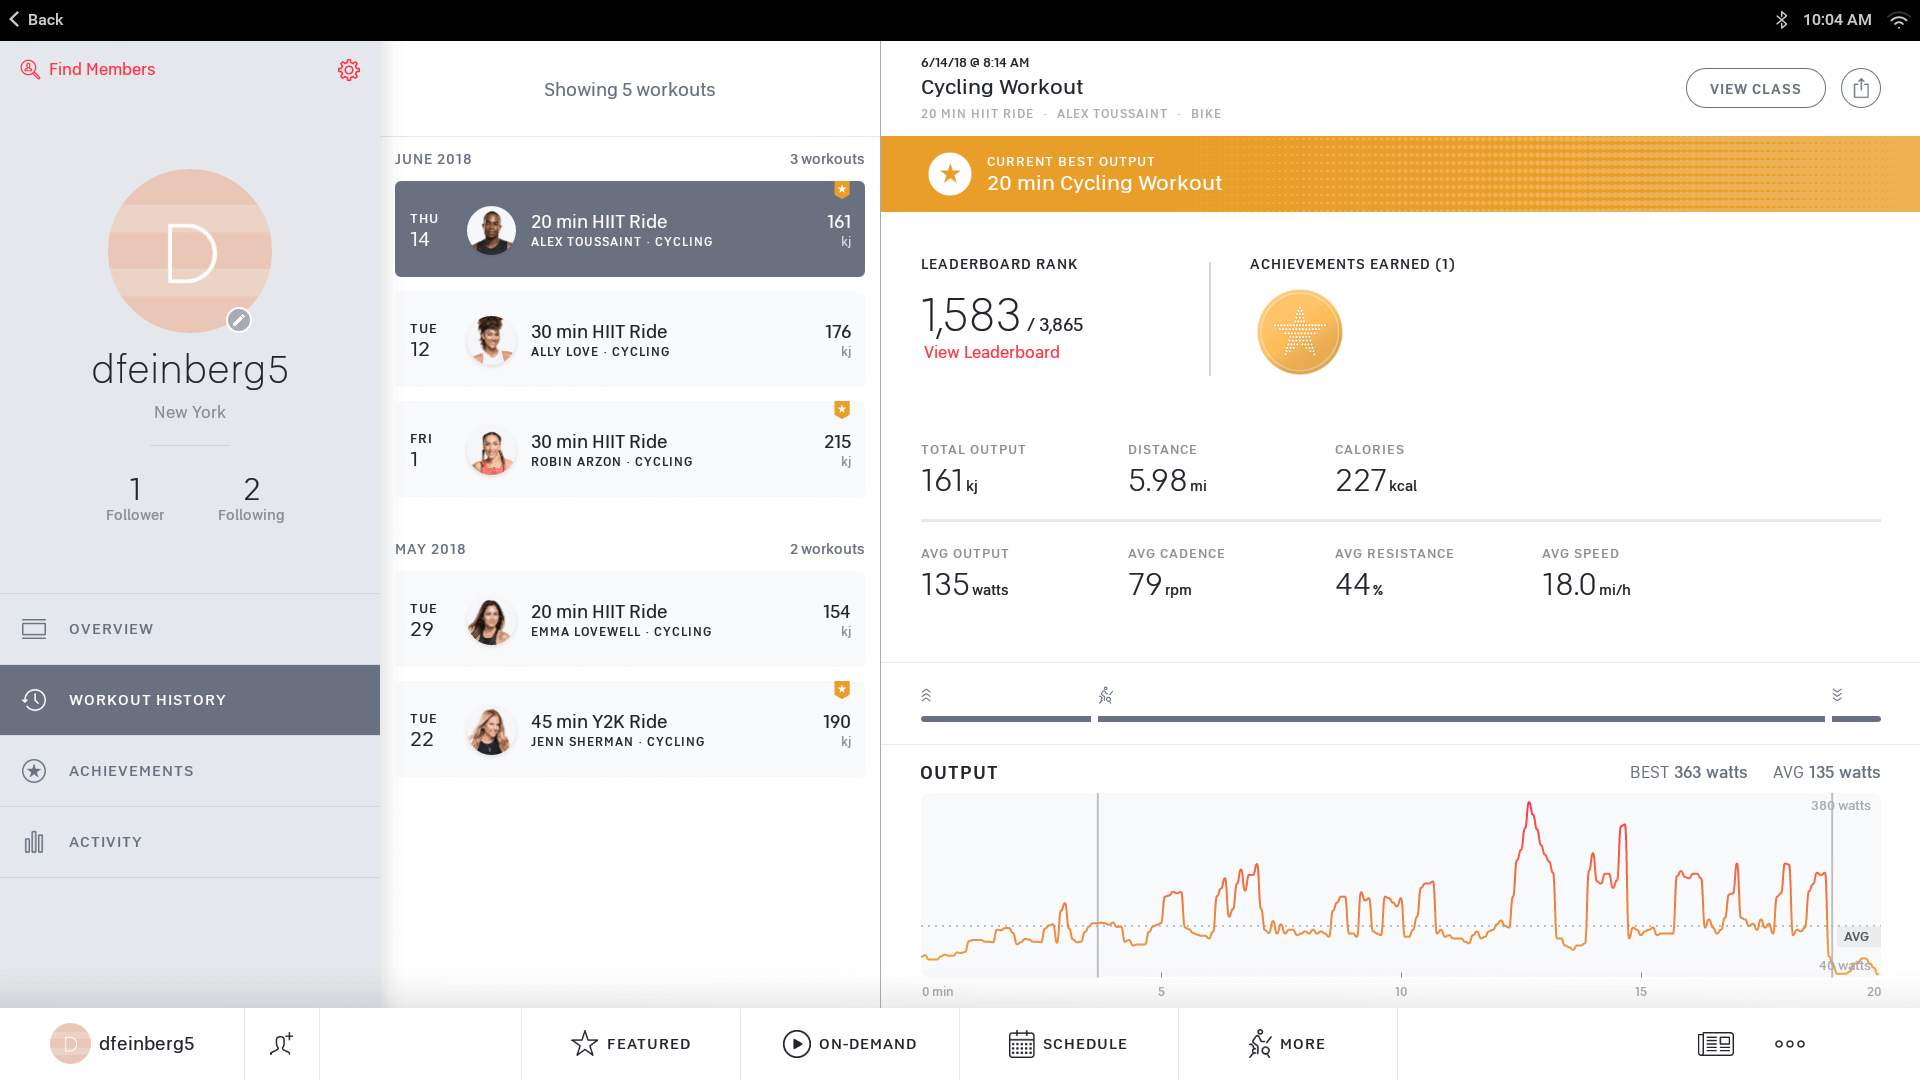 Back
10:04 AM
Find Members
D
dfeinberg5
New York
1
Follower
2
Following
OVERVIEW
WORKOUT HISTORY
ACHIEVEMENTS
ACTIVITY
Showing 5 workouts
JUNE 2018
3 workouts
THU
14
20 min HIIT Ride
ALEX TOUSSAINT · CYCLING
161
kj
TUE
12
30 min HIIT Ride
ALLY LOVE · CYCLING
176
kj
FRI
1
30 min HIIT Ride
ROBIN ARZON · CYCLING
215
kj
MAY 2018
2 workouts
TUE
29
20 min HIIT Ride
EMMA LOVEWELL · CYCLING
154
kj
TUE
22
45 min Y2K Ride
JENN SHERMAN · CYCLING
190
kj
6/14/18 @ 8:14 AM
Cycling Workout
20 MIN HIIT RIDE · ALEX TOUSSAINT · BIKE
VIEW CLASS
CURRENT BEST OUTPUT
20 min Cycling Workout
LEADERBOARD RANK
1,583 / 3,865
View Leaderboard
ACHIEVEMENTS EARNED (1)
TOTAL OUTPUT
161 kj
DISTANCE
5.98 mi
CALORIES
227 kcal
AVG OUTPUT
135 watts
AVG CADENCE
79 rpm
AVG RESISTANCE
44 %
AVG SPEED
18.0 mi/h
OUTPUT
BEST 363 watts
AVG 135 watts
380 watts
AVG
40 watts
0 min
5
10
15
20
D
dfeinberg5
FEATURED
ON-DEMAND
SCHEDULE
MORE